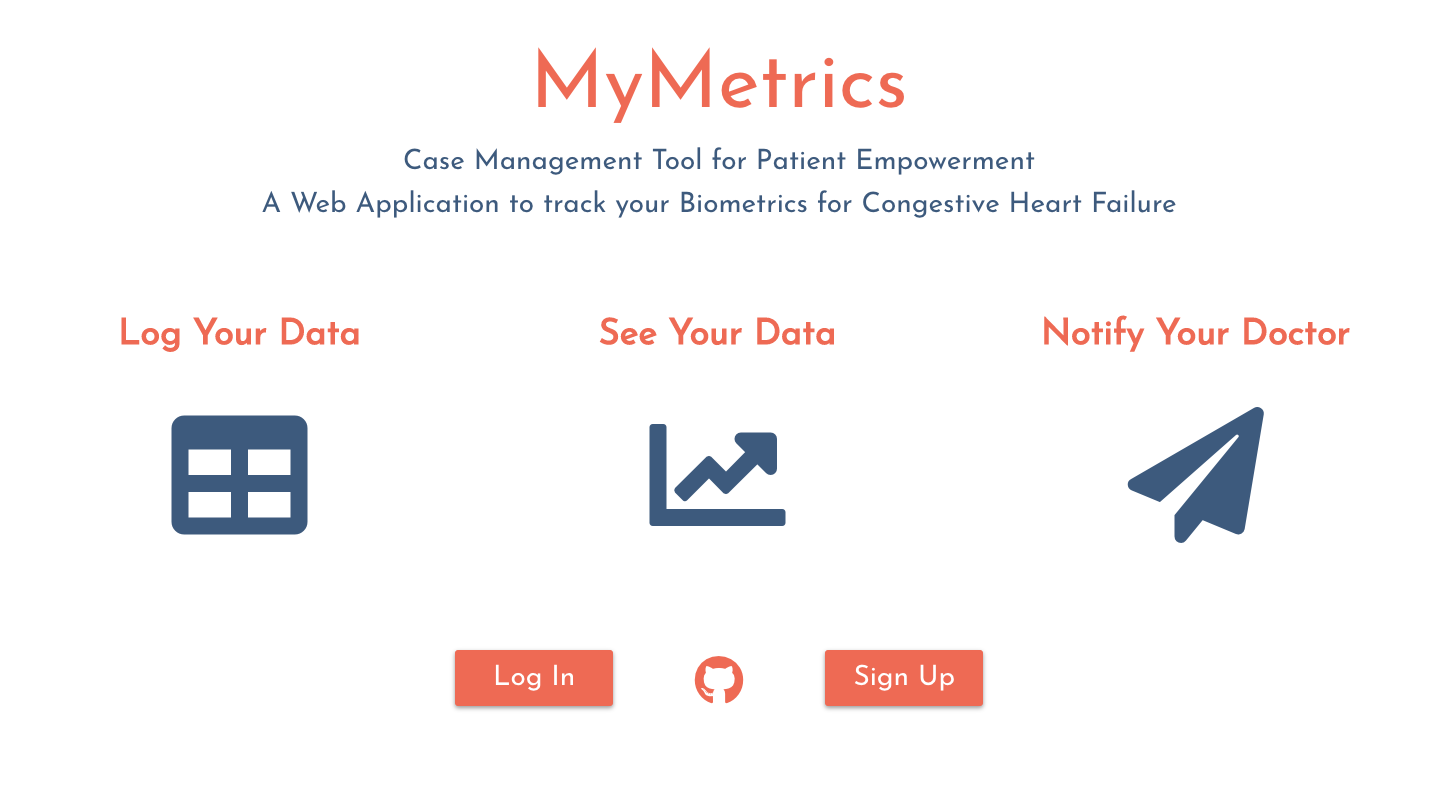 MyMetrics
Case Management Tool for Patient Empowerment
A Web Application to track your Biometrics for Congestive Heart Failure
Log Your Data
See Your Data
Notify Your Doctor
Log In
Sign Up